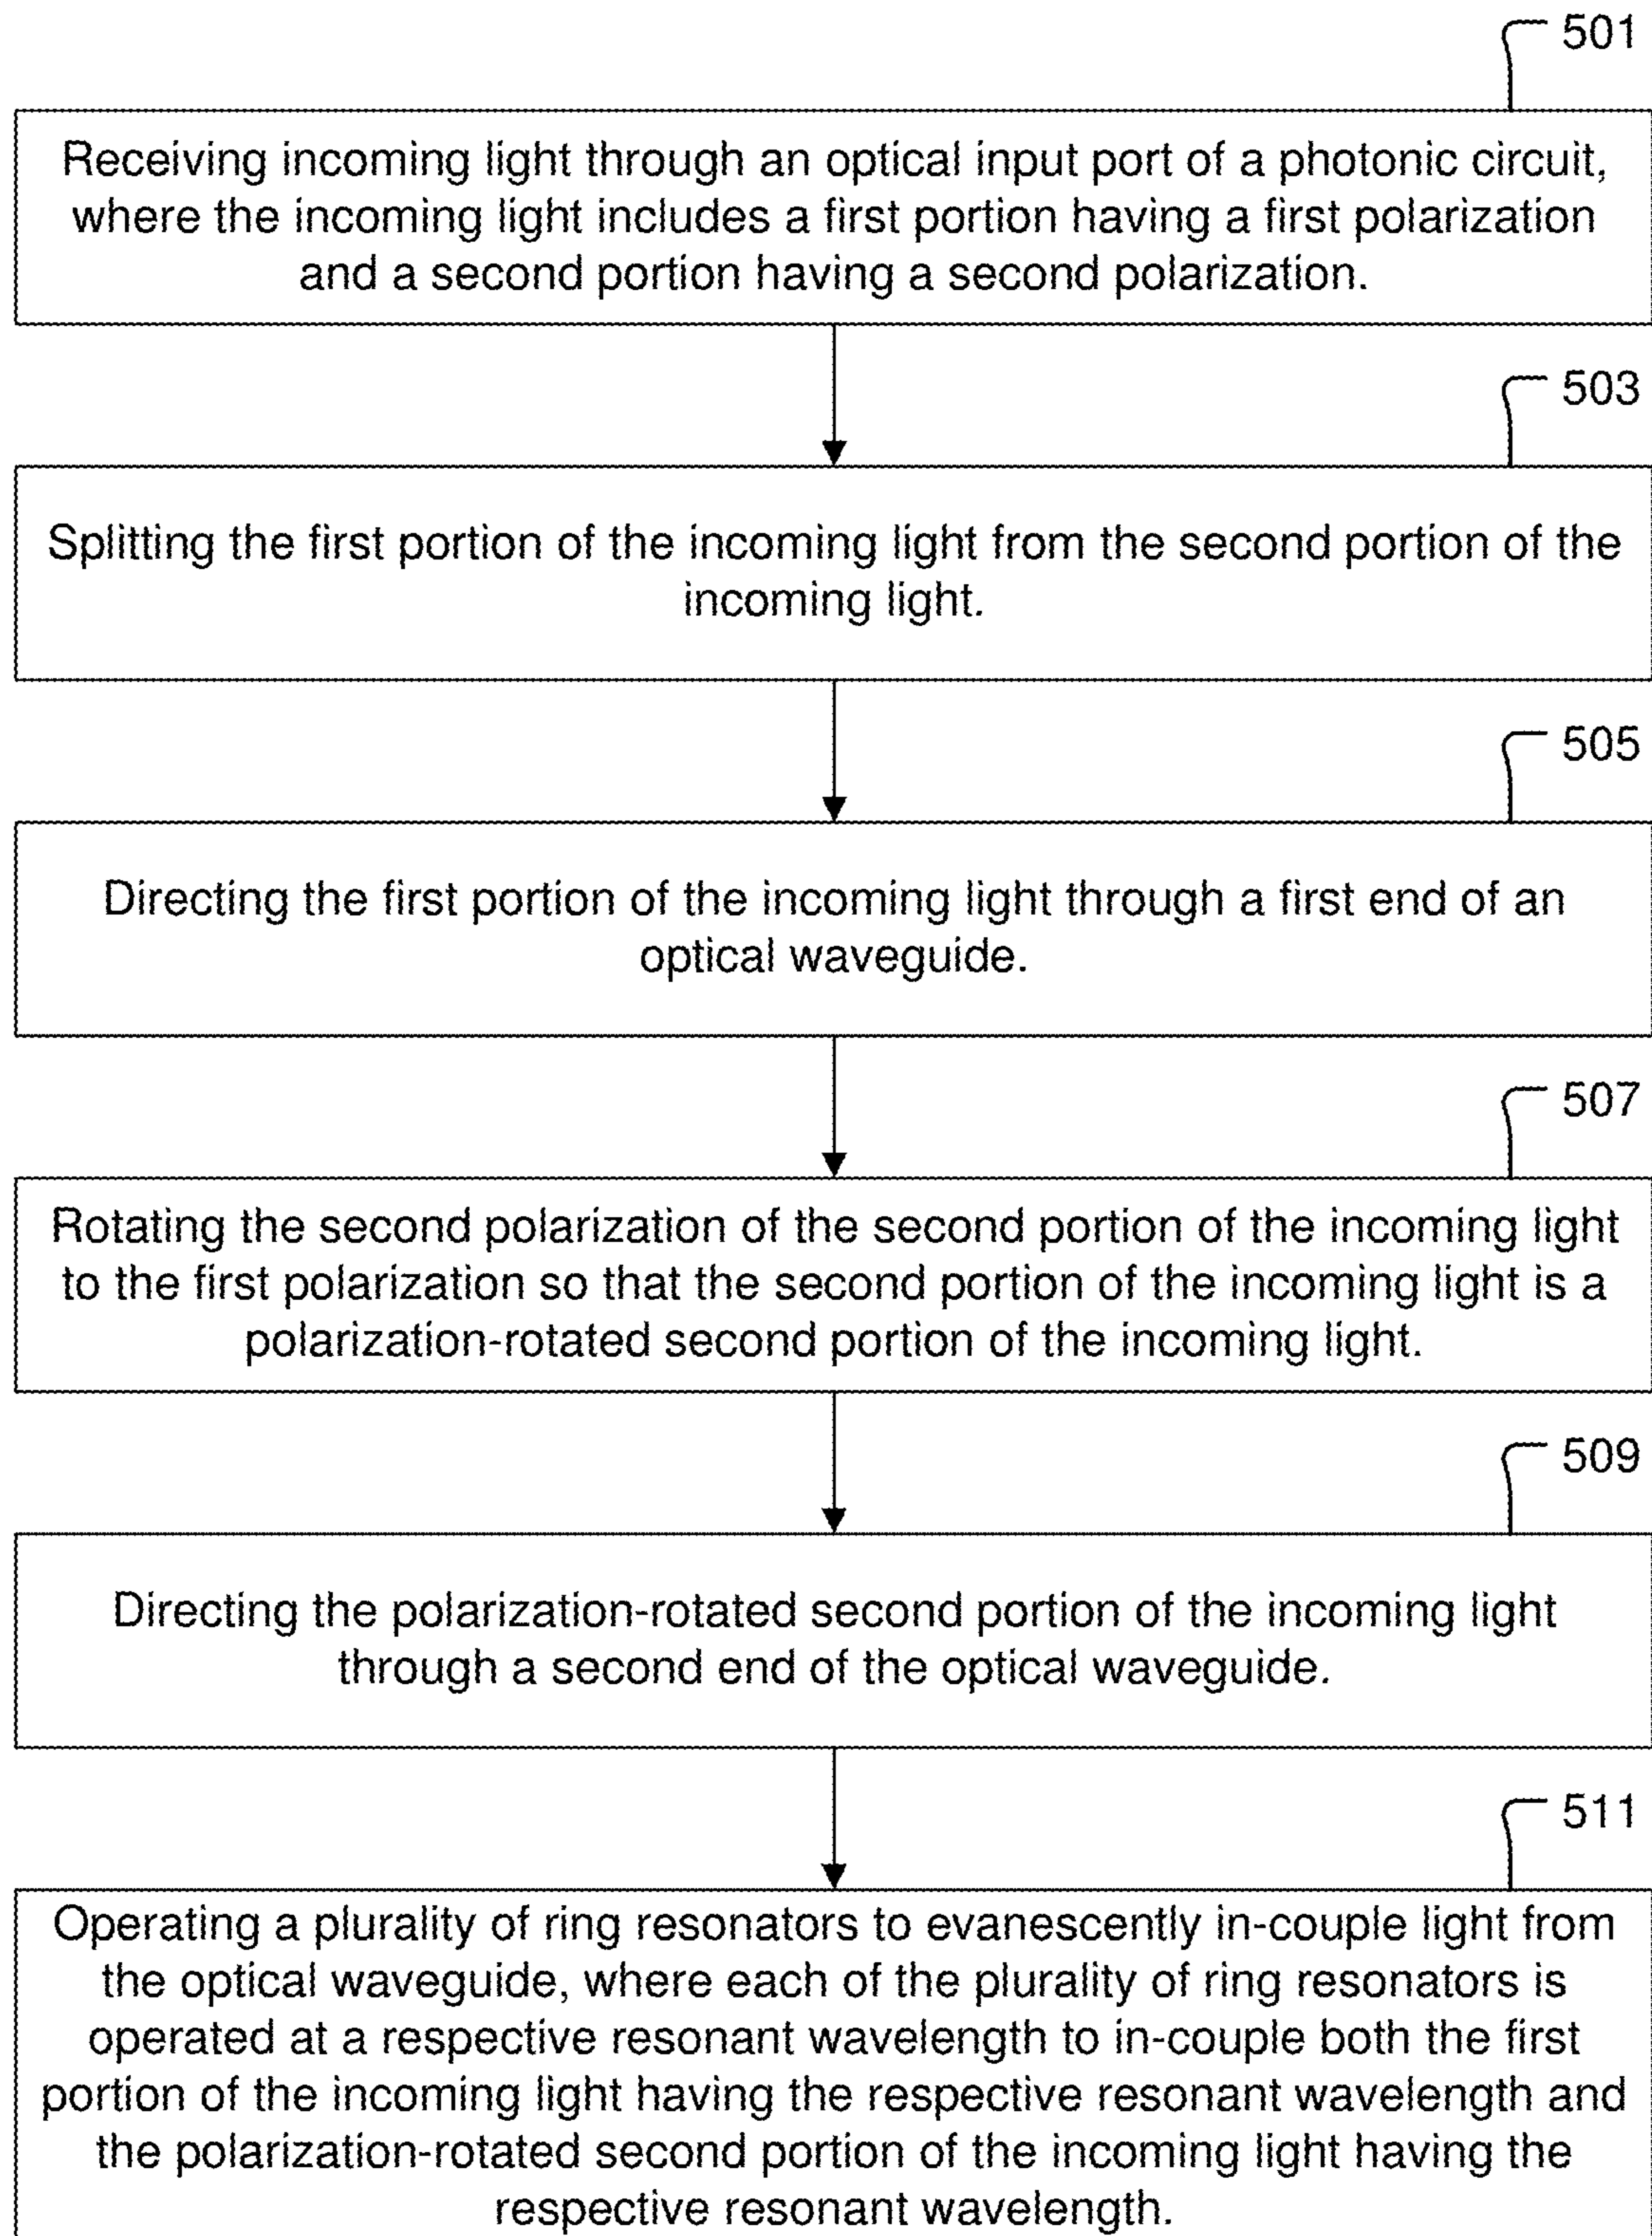 501
Receiving incoming light through an optical input port of a photonic circuit,
where the incoming light includes a first portion having a first polarization
and a second portion having a second polarization.
503
Splitting the first portion of the incoming light from the second portion of the
incoming light.
505
Directing the first portion of the incoming light through a first end of an
optical waveguide.
507
Rotating the second polarization of the second portion of the incoming light
to the first polarization so that the second portion of the incoming light is a
polarization-rotated second portion of the incoming light.
509
Directing the polarization-rotated second portion of the incoming light
through a second end of the optical waveguide.
511
Operating a plurality of ring resonators to evanescently in-couple light from
the optical waveguide, where each of the plurality of ring resonators is
operated at a respective resonant wavelength to in-couple both the first
portion of the incoming light having the respective resonant wavelength and
the polarization-rotated second portion of the incoming light having the
respective resonant wavelength.